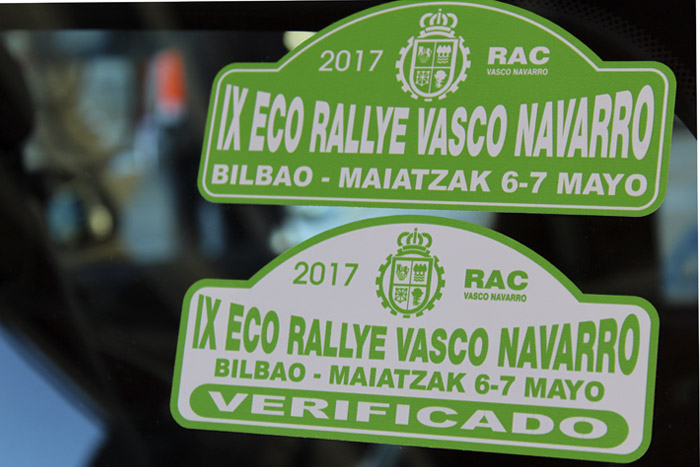 2017 RAC
VASCO NAVARRO
IX ECO RALLYE VASCO NAVARRO
BILBAO - MAIATZAK 6-7 MAYO
2017 RAC
VASCO NAVARRO
IX ECO RALLYE VASCO NAVARRO
BILBAO - MAIATZAK 6-7 MAYO
VERIFICADO